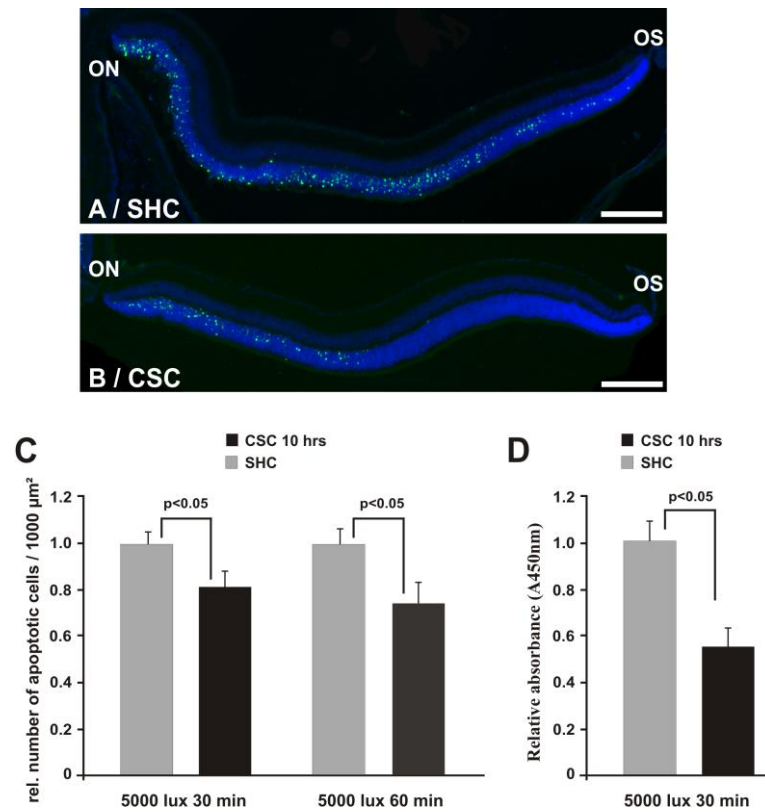 ON
OS
A / SHC
ON
OS
B / CSC
C
CSC 10 hrs
SHC
rel. number of apoptotic cells / 1000 µm²
1.2
1.0
0.8
0.6
0.4
0.2
0
p<0.05
p<0.05
5000 lux 30 min
5000 lux 60 min
D
CSC 10 hrs
SHC
Relative absorbance (A450nm)
1.2
1.0
0.8
0.6
0.4
0.2
0
p<0.05
5000 lux 30 min